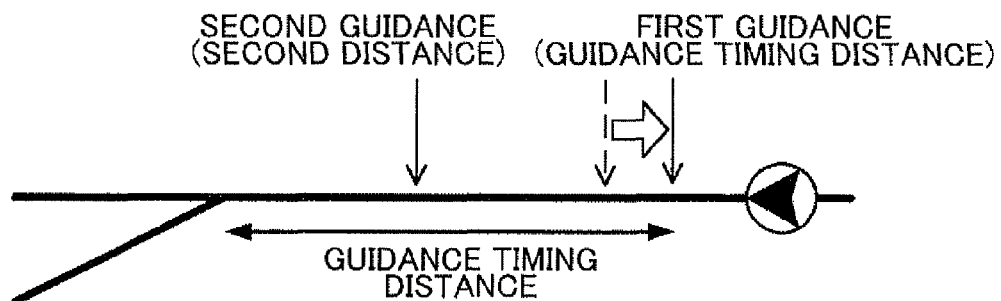 SECOND GUIDANCE
(SECOND DISTANCE)
FIRST GUIDANCE
(GUIDANCE TIMING DISTANCE)
GUIDANCE TIMING
DISTANCE